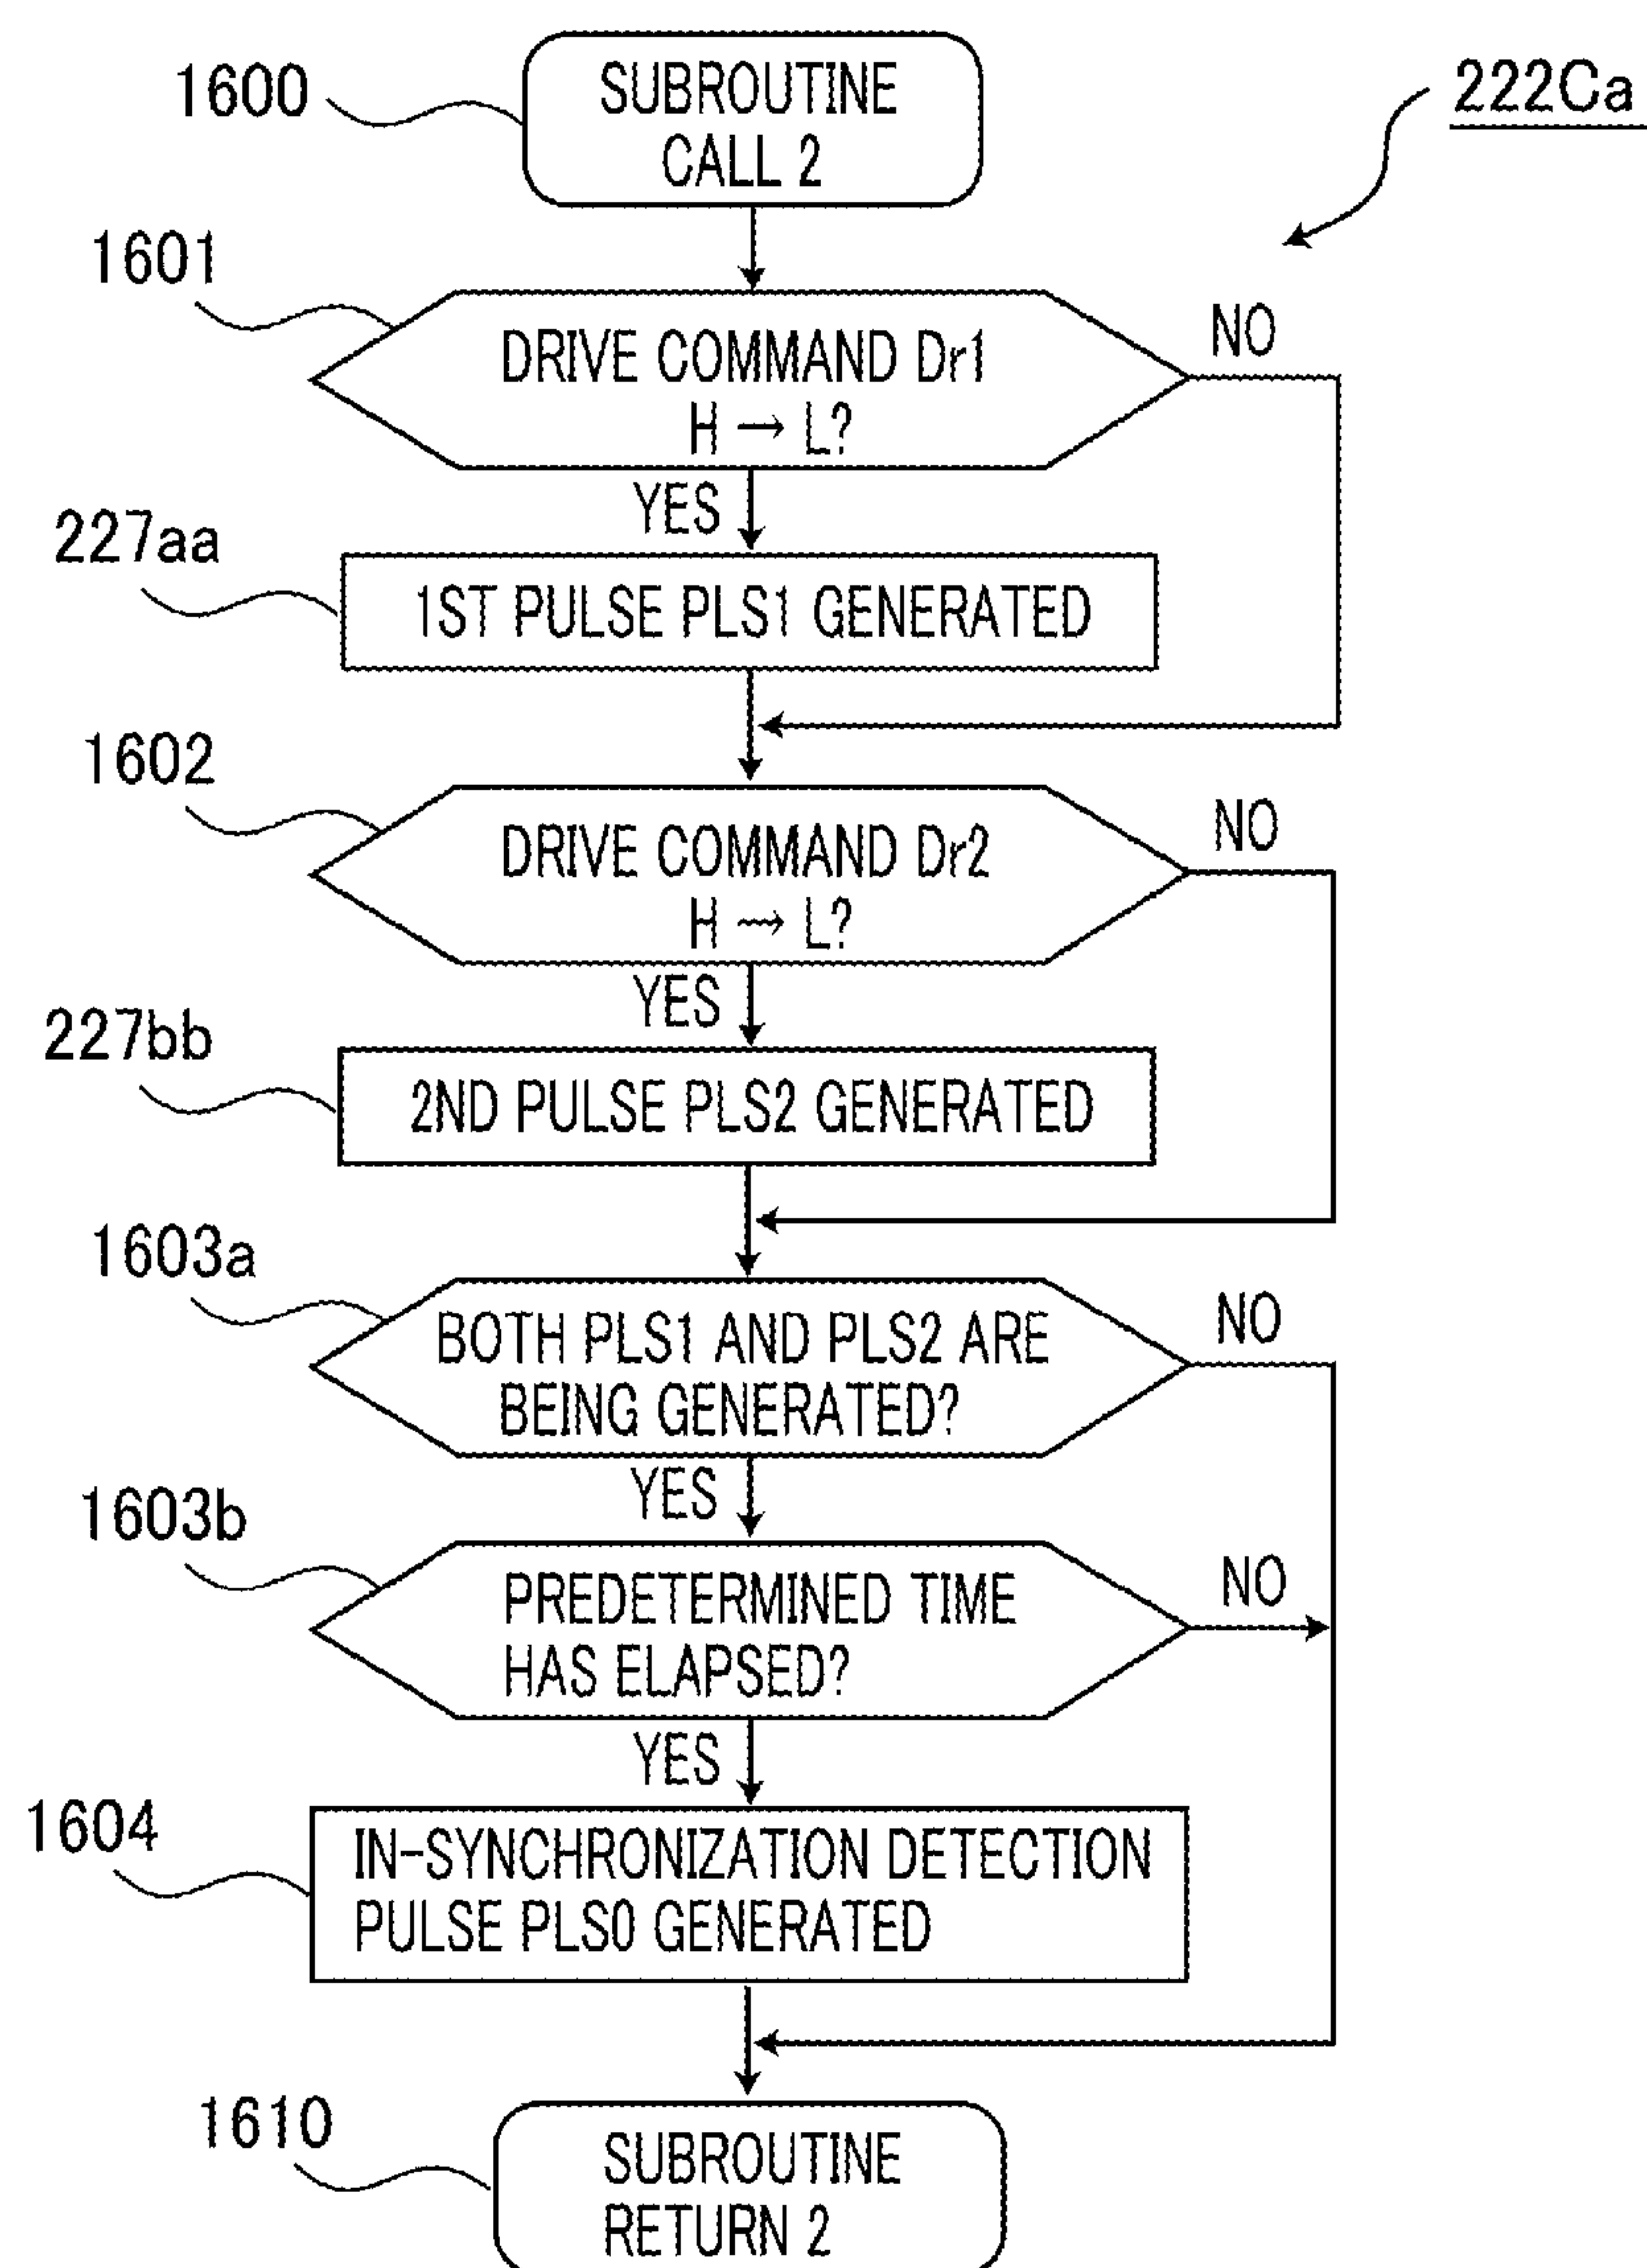 1600
SUBROUTINE
CALL 2
222Ca
1601
DRIVE COMMAND Dr1
H → L?
NO
YES
227aa
1ST PULSE PLS1 GENERATED
1602
DRIVE COMMAND Dr2
H → L?
NO
YES
227bb
2ND PULSE PLS2 GENERATED
1603a
BOTH PLS1 AND PLS2 ARE
BEING GENERATED?
NO
YES
1603b
PREDETERMINED TIME
HAS ELAPSED?
NO
YES
1604
IN-SYNCHRONIZATION DETECTION
PULSE PLS0 GENERATED
1610
SUBROUTINE
RETURN 2